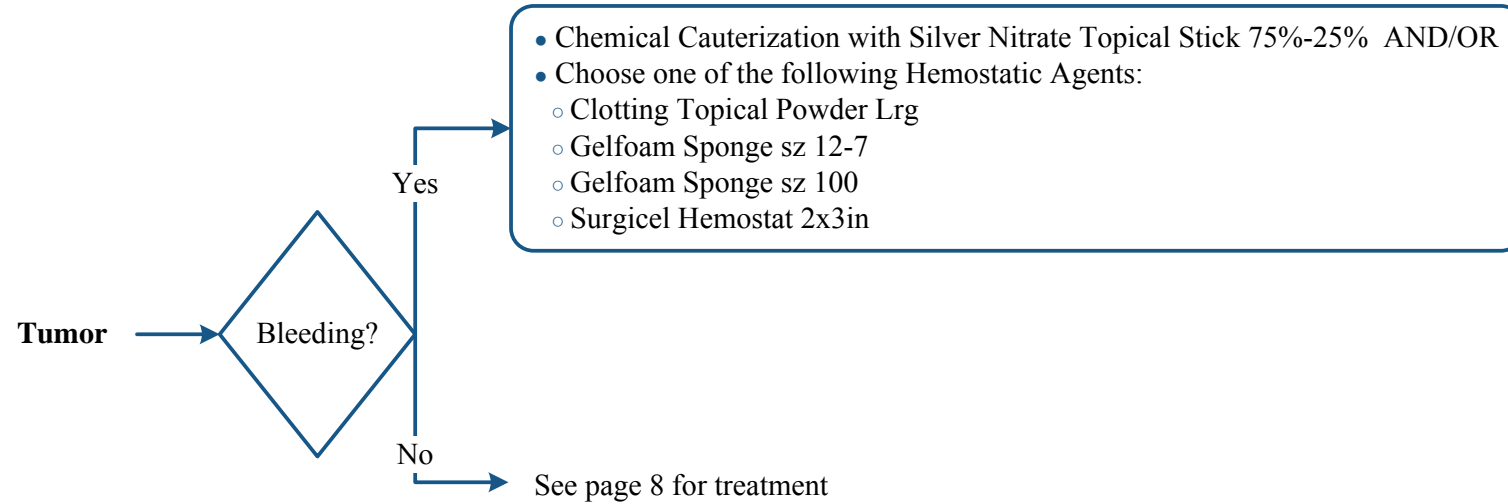 • Chemical Cauterization with Silver Nitrate Topical Stick 75%-25% AND/OR
• Choose one of the following Hemostatic Agents:
○ Clotting Topical Powder Lrg
○ Gelfoam Sponge sz 12-7
○ Gelfoam Sponge sz 100
○ Surgicel Hemostat 2x3in
Yes
Tumor
Bleeding?
No
See page 8 for treatment